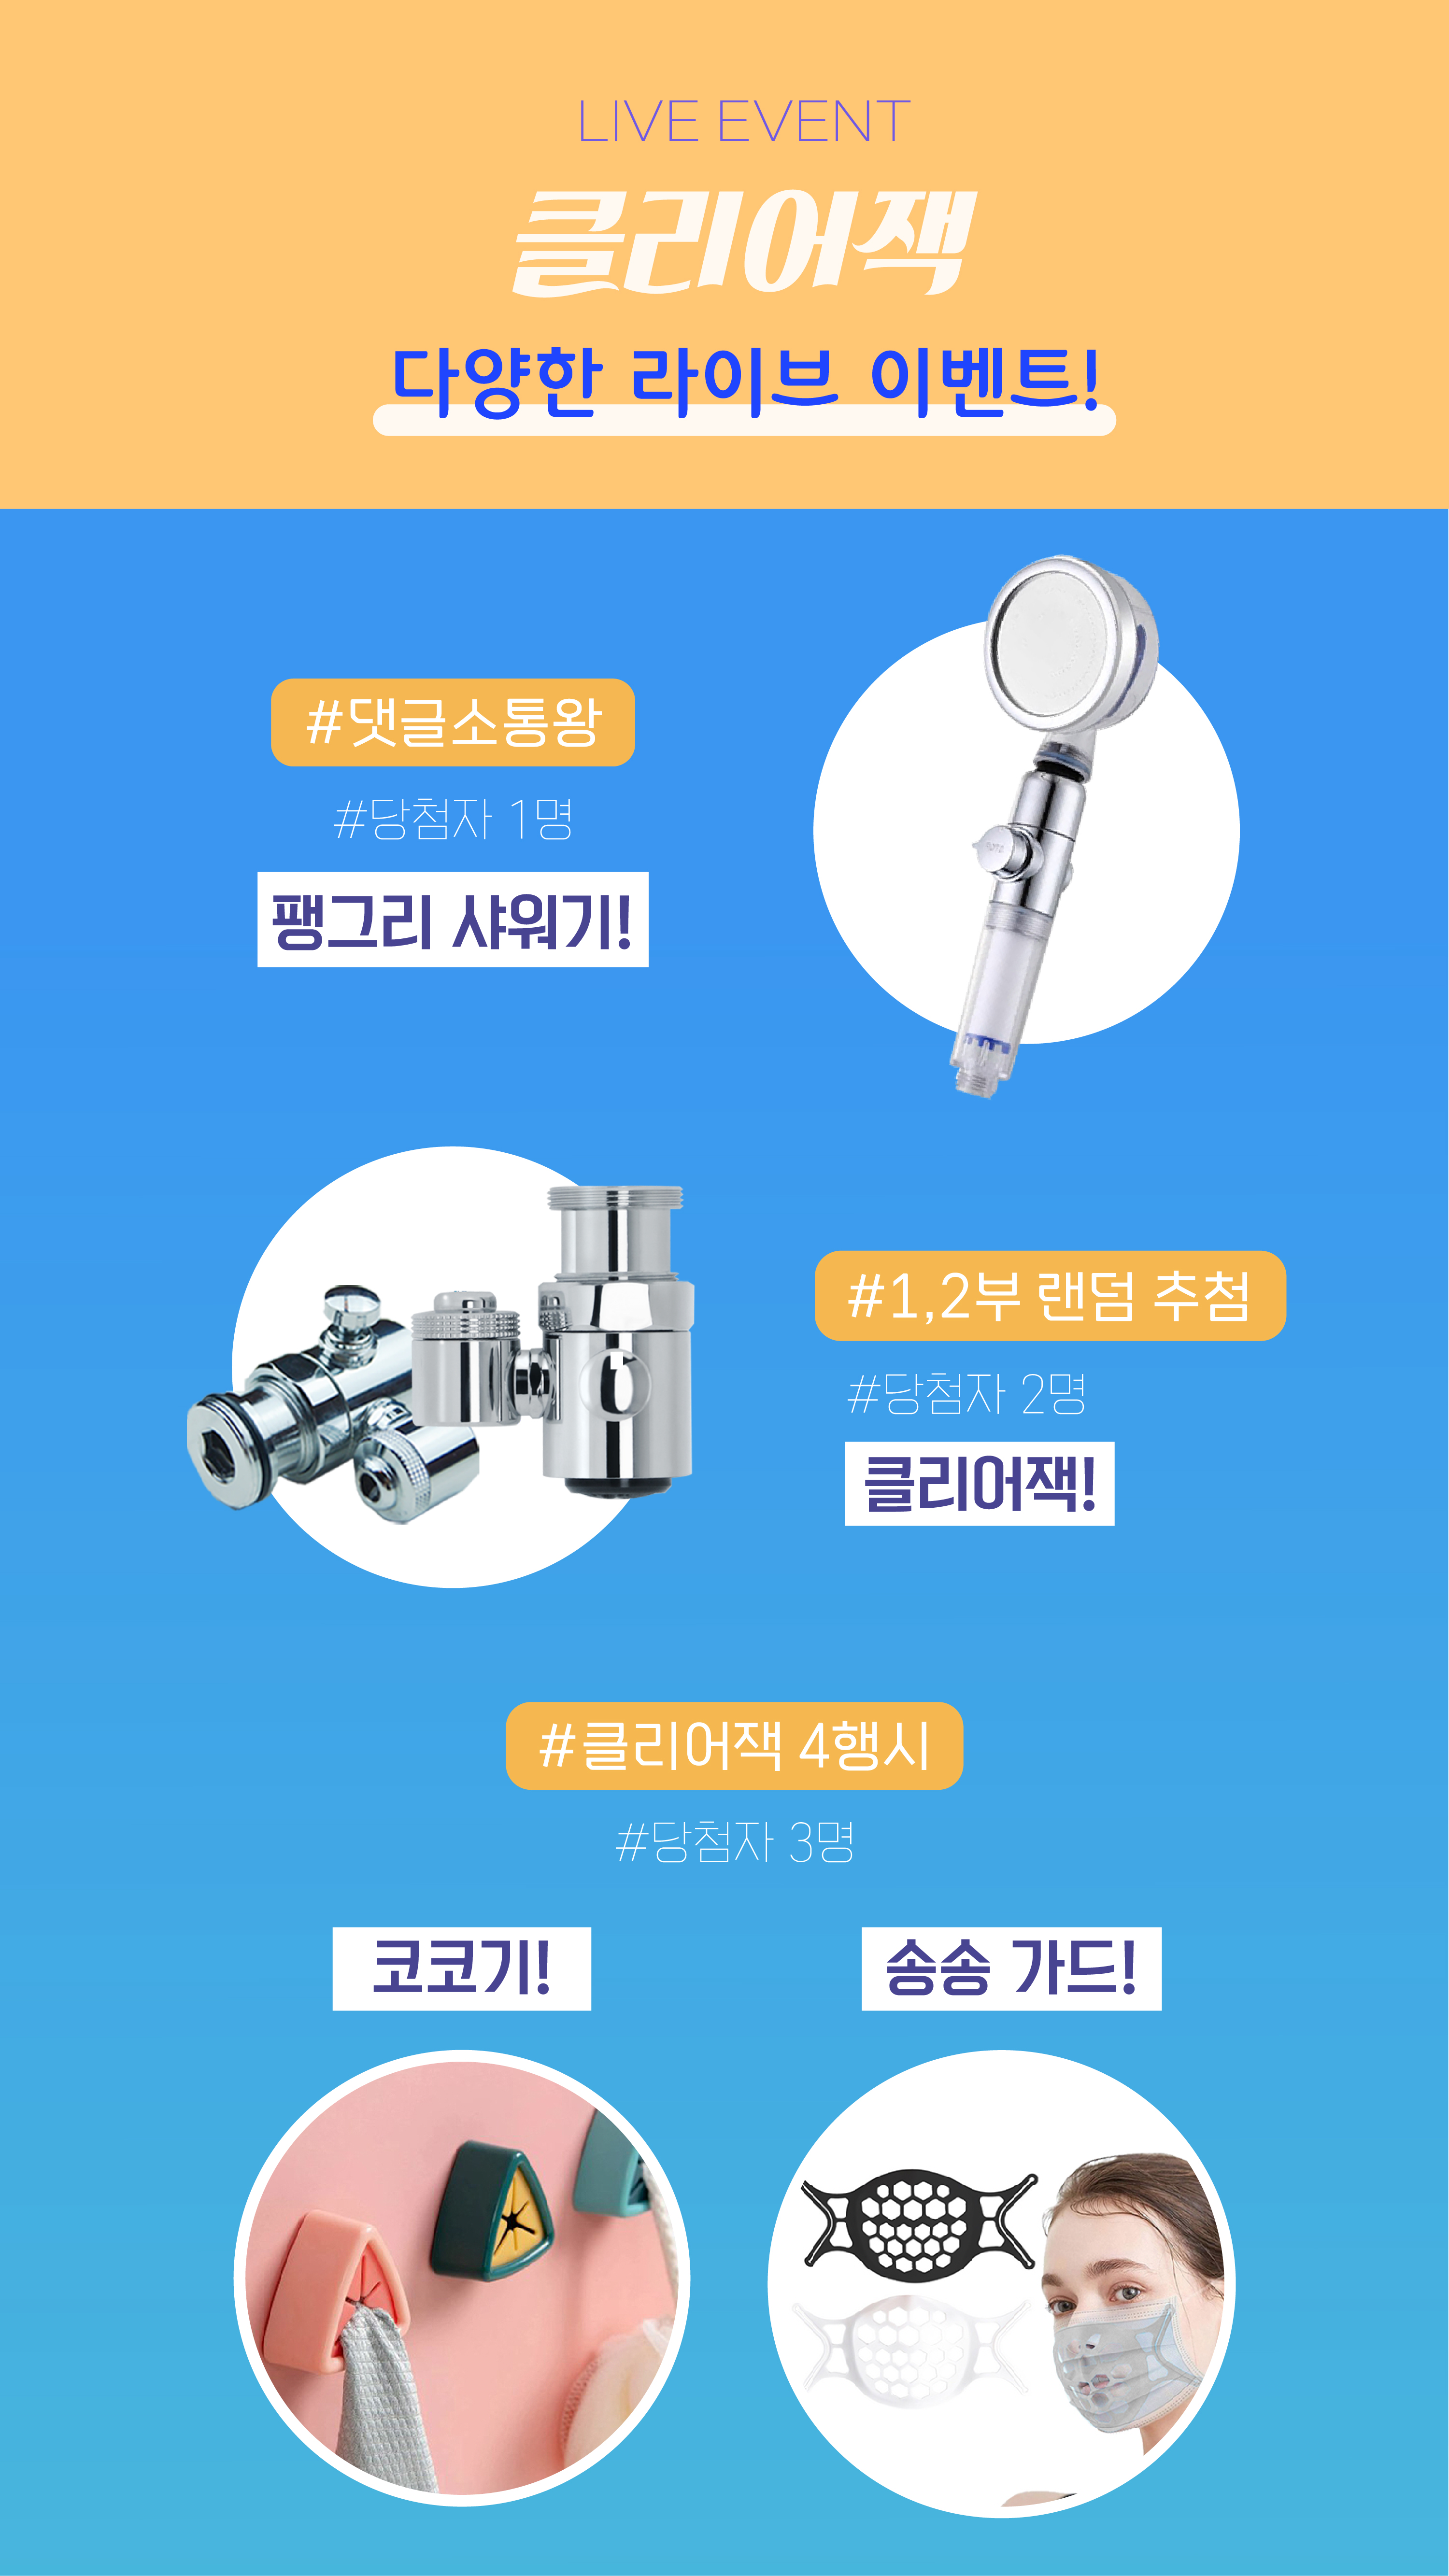 LIVE EVENT
클리어잭
다양한 라이브 이벤트!
#댓글소통왕
#당첨자 1명
팽그리 샤워기!
#1,2부 랜덤 추첨
#당첨자 2명
클리어잭!
#클리어잭 4행시
#당첨자 3명
코코기!
송송 가드!